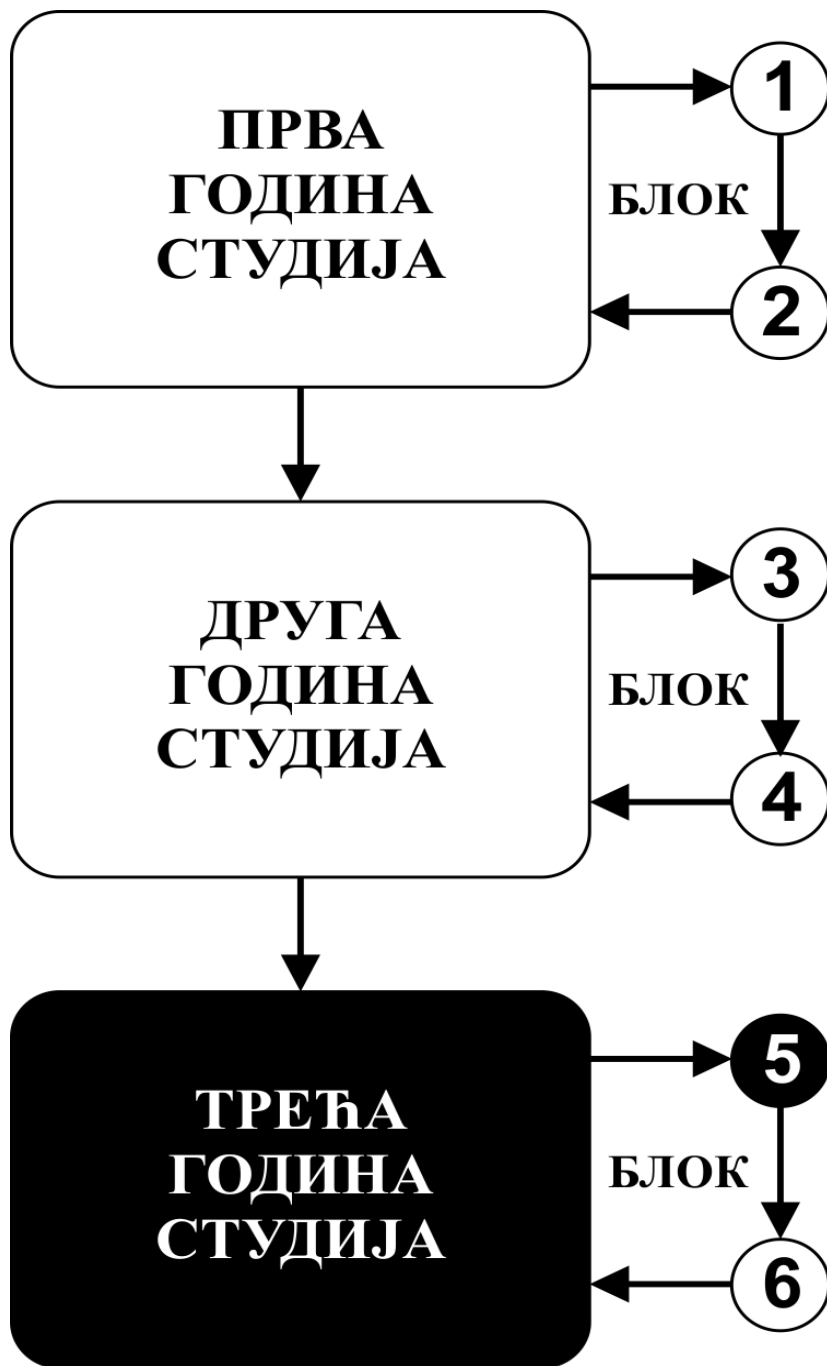 ПРВА
ГОДИНА
СТУДИЈА
1
БЛОК
2
ДРУГА
ГОДИНА
СТУДИЈА
3
БЛОК
4
ТРЕЋА
ГОДИНА
СТУДИЈА
5
БЛОК
6